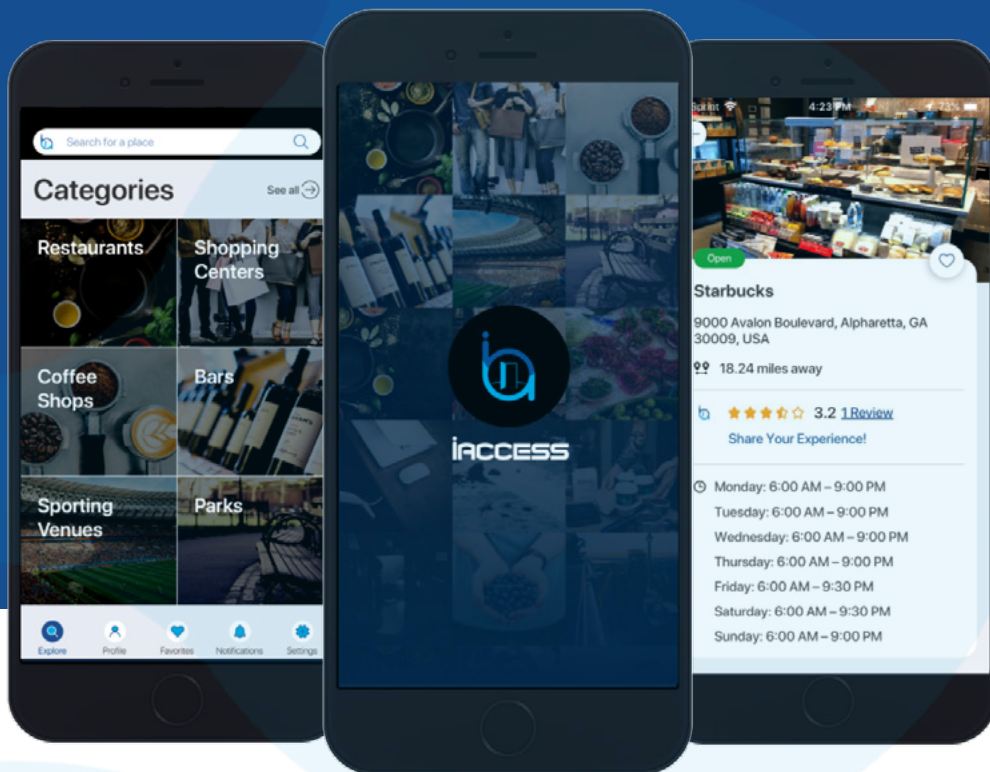 Search for a place
Categories
See all
Restaurants
Shopping
Centers
Coffee
Shops
Bars
Sporting
Venues
Parks
Explore
Profile
Favorites
Notifications
Settings
iACCESS
Sprint
4:23 PM
73%
Open
Starbucks
9000 Avalon Boulevard, Alpharetta, GA
30009, USA
18.24 miles away
3.2 1 Review
Share Your Experience!
Monday: 6:00 AM – 9:00 PM
Tuesday: 6:00 AM – 9:00 PM
Wednesday: 6:00 AM – 9:00 PM
Thursday: 6:00 AM – 9:00 PM
Friday: 6:00 AM – 9:30 PM
Saturday: 6:00 AM – 9:30 PM
Sunday: 6:00 AM – 9:00 PM